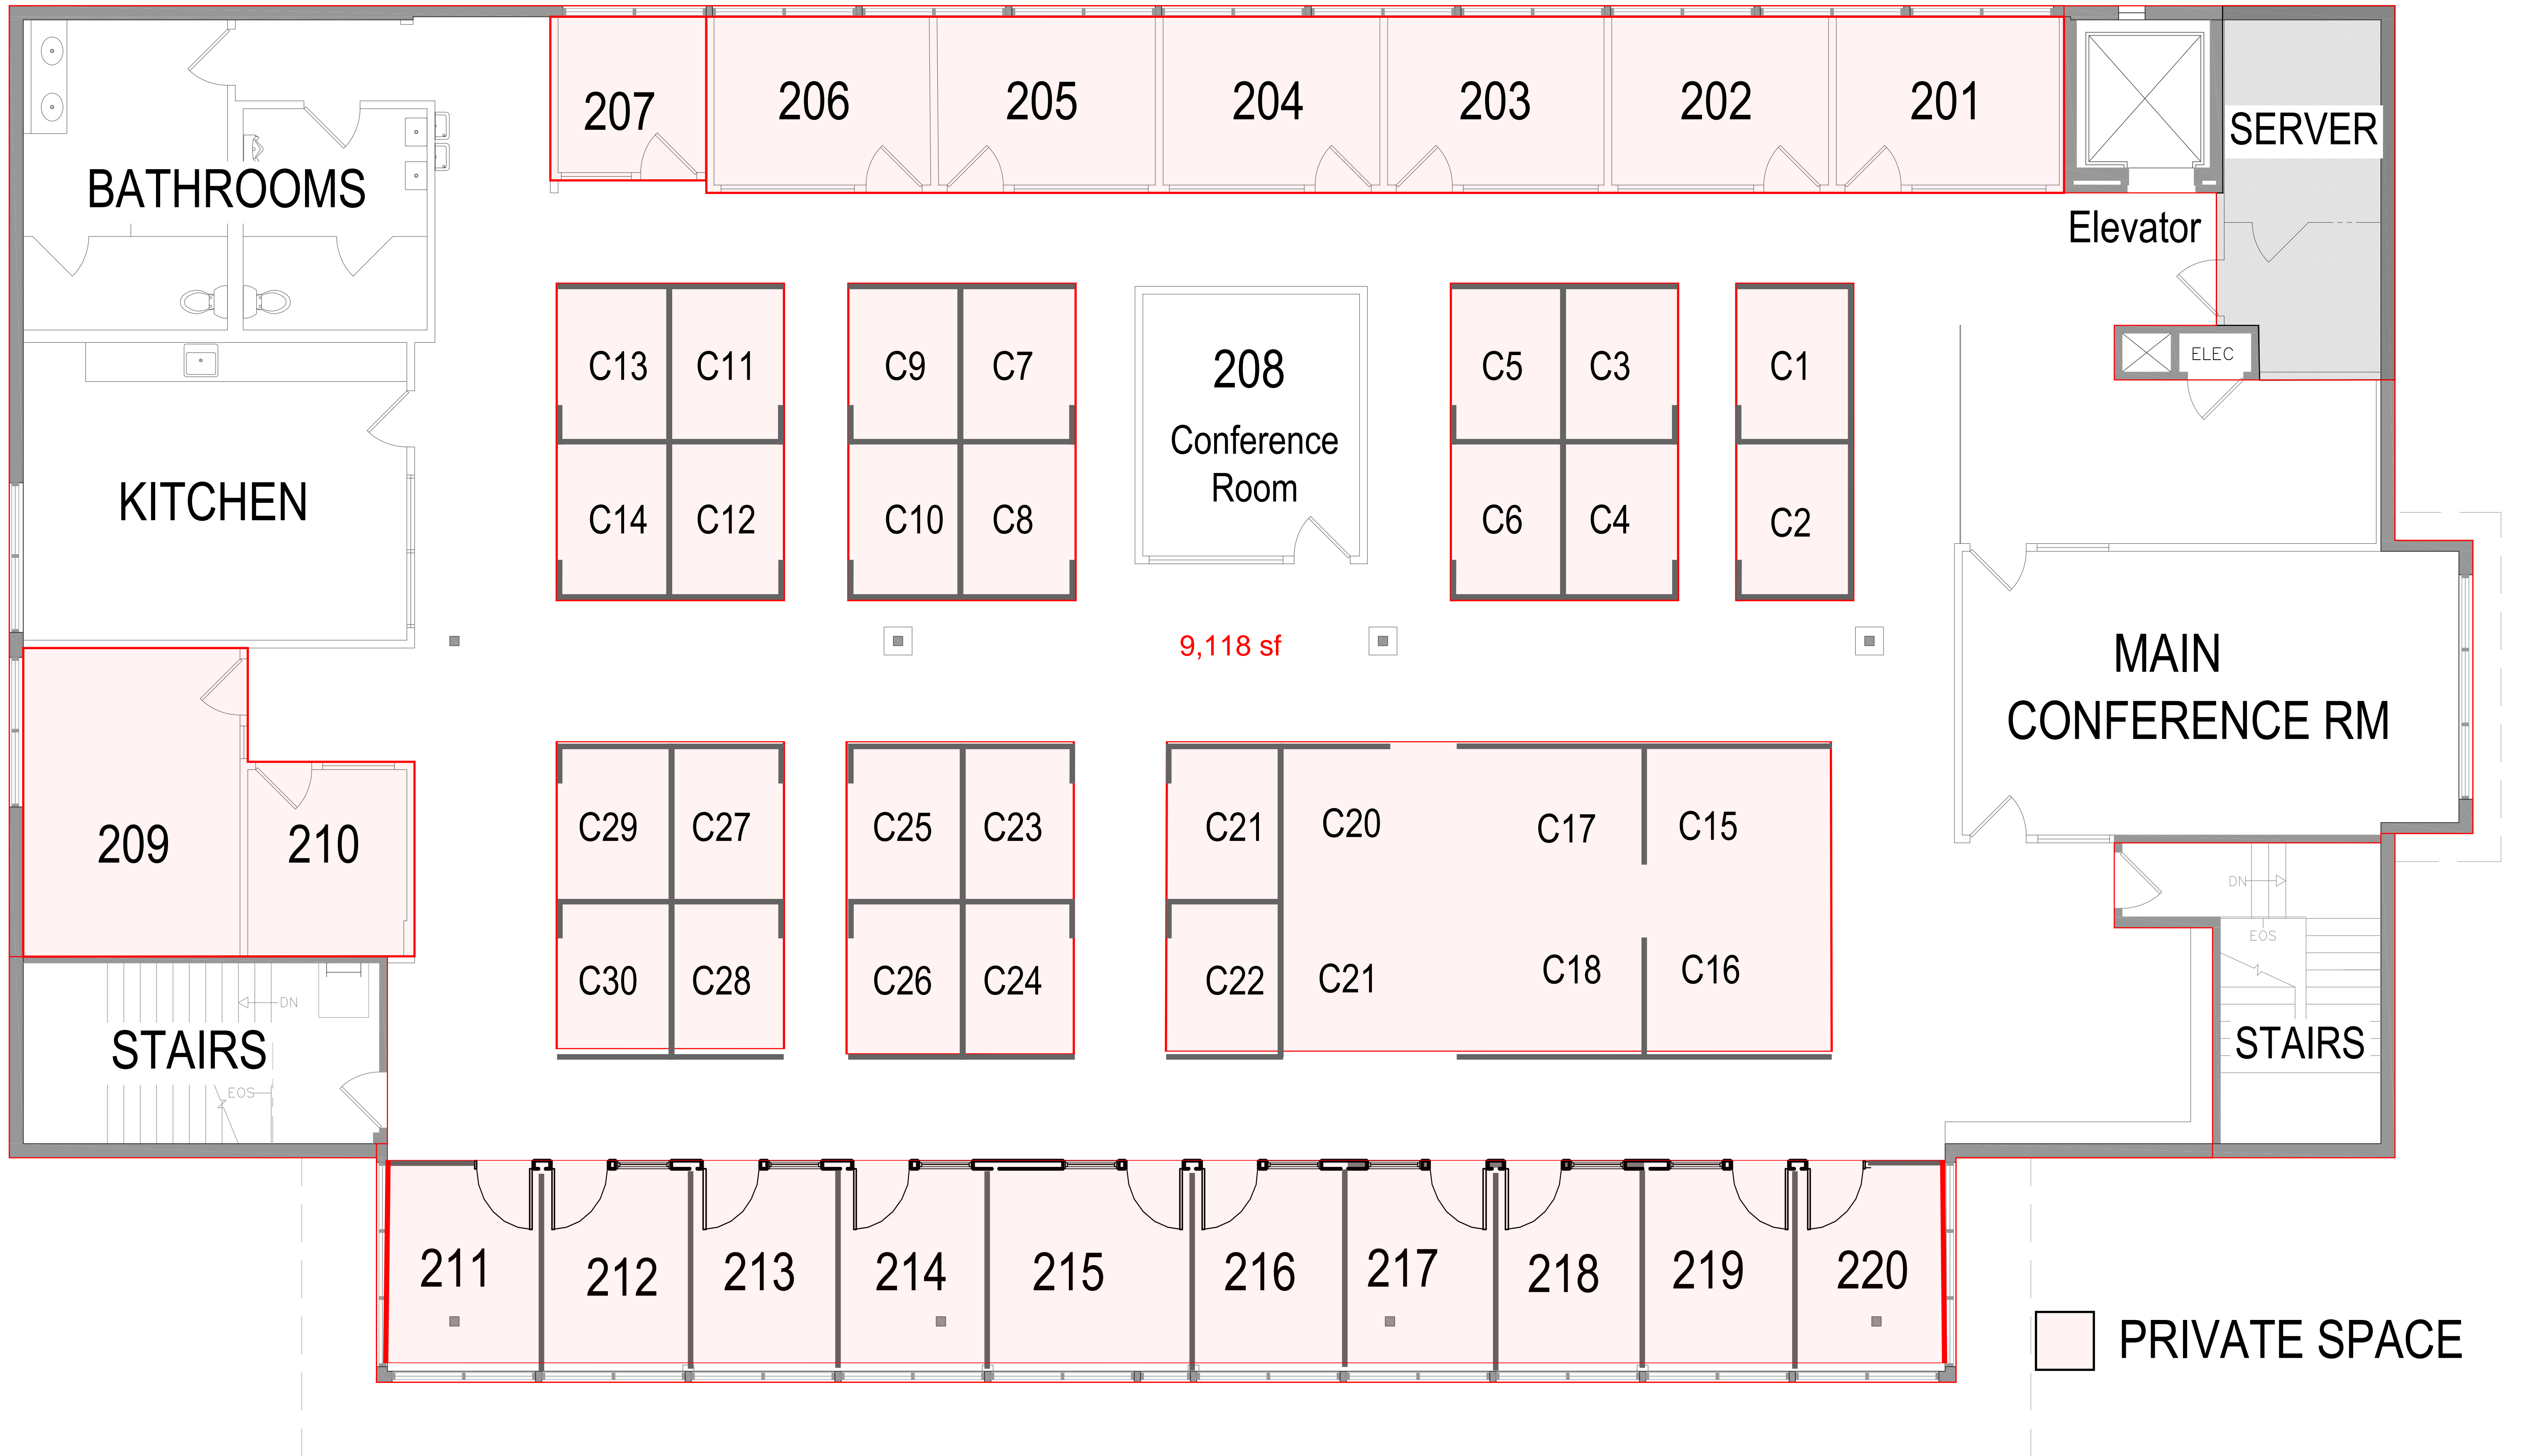 207
206
205
204
203
202
201
SERVER
BATHROOMS
Elevator
C13
C11
C9
C7
208
Conference
Room
C5
C3
C1
ELEC
KITCHEN
C14
C12
C10
C8
C6
C4
C2
9,118 sf
MAIN
CONFERENCE RM
209
210
C29
C27
C25
C23
C21
C20
C17
C15
DN
EOS
C30
C28
C26
C24
C22
C21
C18
C16
DN
STAIRS
EOS
STAIRS
211
212
213
214
215
216
217
218
219
220
PRIVATE SPACE